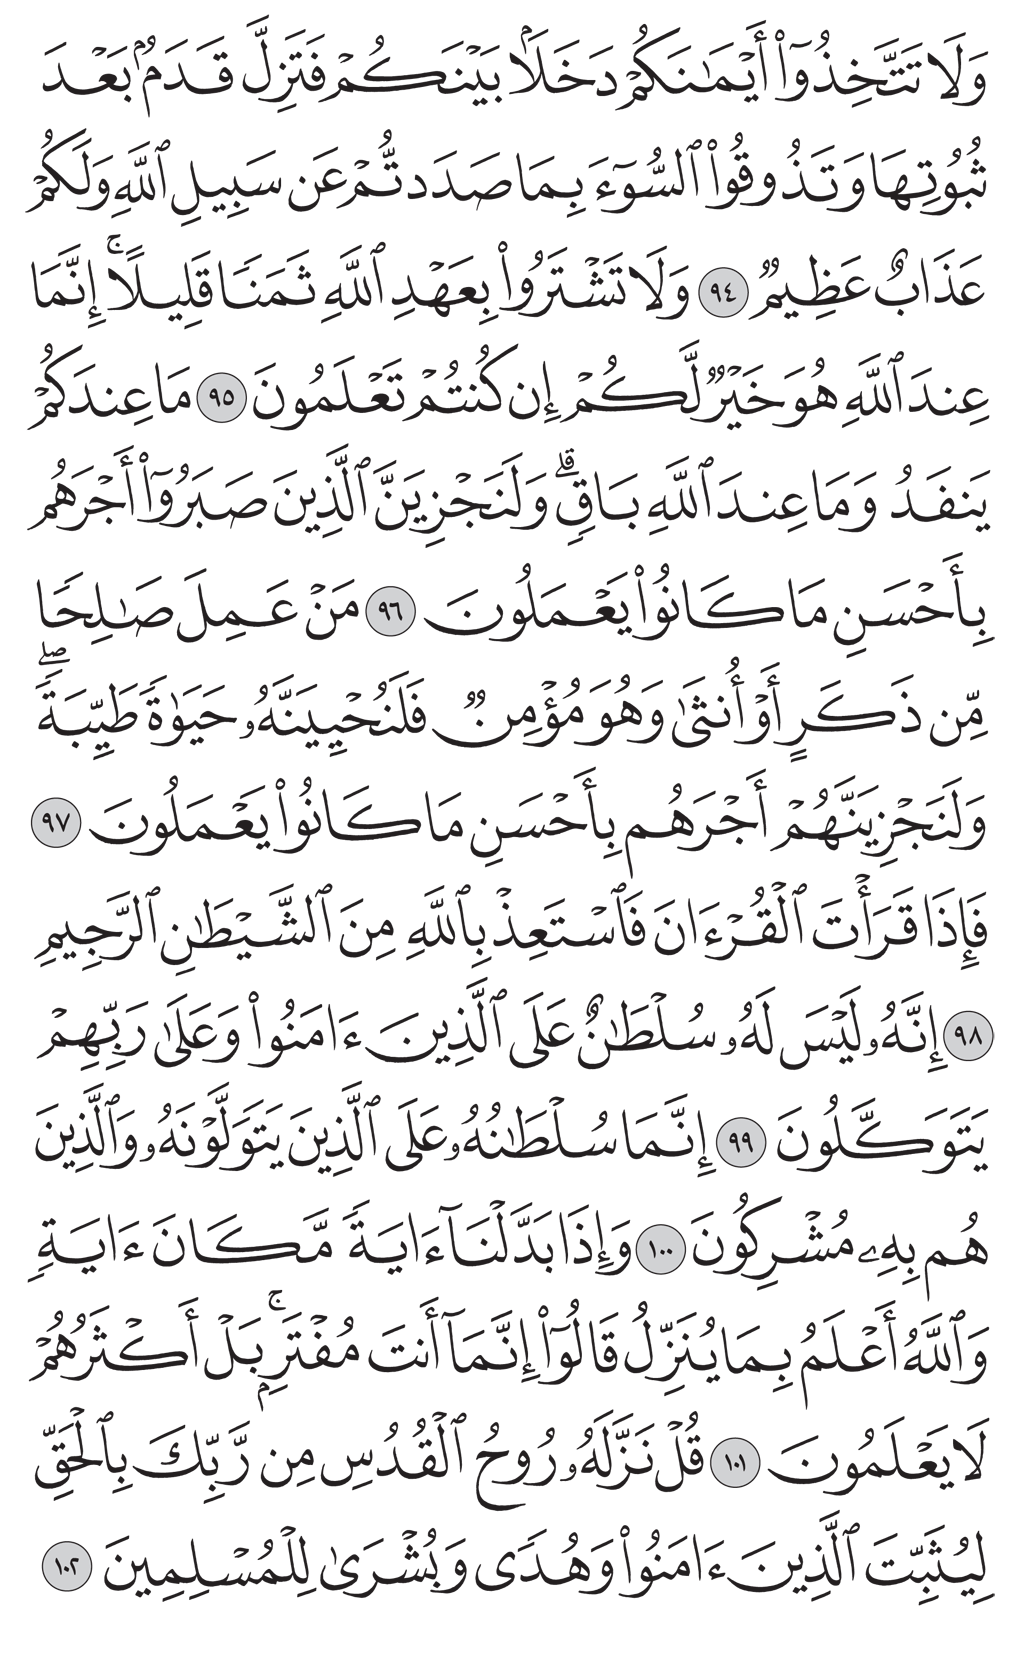 وَلَا تَتَّخِذُوٓا۟ أَيْمَـٰنَكُمْ دَخَلًۢا بَيْنَكُمْ فَتَزِلَّ قَدَمٌۢ بَعْدَ
ثُبُوتِهَا وَتَذُوقُوا۟ ٱلسُّوٓءَ بِمَا صَدَدتُّمْ عَن سَبِيلِ ٱللَّهِ وَلَكُمْ
عَذَابٌ عَظِيمٌ ٩٤ وَلَا تَشْتَرُوا۟ بِعَهْدِ ٱللَّهِ ثَمَنًا قَلِيلًا ۚ إِنَّمَا
عِندَ ٱللَّهِ هُوَ خَيْرٌ لَّكُمْ إِن كُنتُمْ تَعْلَمُونَ ٩٥ مَا عِندَكُمْ
يَنفَدُ وَمَا عِندَ ٱللَّهِ بَاقٍ ۗ وَلَنَجْزِيَنَّ ٱلَّذِينَ صَبَرُوٓا۟ أَجْرَهُم
بِأَحْسَنِ مَا كَانُوا۟ يَعْمَلُونَ ٩٦ مَنْ عَمِلَ صَـٰلِحًا
مِّن ذَكَرٍ أَوْ أُنثَىٰ وَهُوَ مُؤْمِنٌ فَلَنُحْيِيَنَّهُۥ حَيَوٰةً طَيِّبَةً ۖ
وَلَنَجْزِيَنَّهُمْ أَجْرَهُم بِأَحْسَنِ مَا كَانُوا۟ يَعْمَلُونَ ٩٧
فَإِذَا قَرَأْتَ ٱلْقُرْءَانَ فَٱسْتَعِذْ بِٱللَّهِ مِنَ ٱلشَّيْطَـٰنِ ٱلرَّجِيمِ
٩٨ إِنَّهُۥ لَيْسَ لَهُۥ سُلْطَـٰنٌ عَلَى ٱلَّذِينَ ءَامَنُوا۟ وَعَلَىٰ رَبِّهِمْ
يَتَوَكَّلُونَ ٩٩ إِنَّمَا سُلْطَـٰنُهُۥ عَلَى ٱلَّذِينَ يَتَوَلَّوْنَهُۥ وَٱلَّذِينَ
هُم بِهِۦ مُشْرِكُونَ ١٠٠ وَإِذَا بَدَّلْنَآ ءَايَةً مَّكَانَ ءَايَةٍ
وَٱللَّهُ أَعْلَمُ بِمَا يُنَزِّلُ قَالُوٓا۟ إِنَّمَآ أَنتَ مُفْتَرٍۭ ۚ بَلْ أَكْثَرُهُمْ
لَا يَعْلَمُونَ ١٠١ قُلْ نَزَّلَهُۥ رُوحُ ٱلْقُدُسِ مِن رَّبِّكَ بِٱلْحَقِّ
لِيُثَبِّتَ ٱلَّذِينَ ءَامَنُوا۟ وَهُدًى وَبُشْرَىٰ لِلْمُسْلِمِينَ ١٠٢